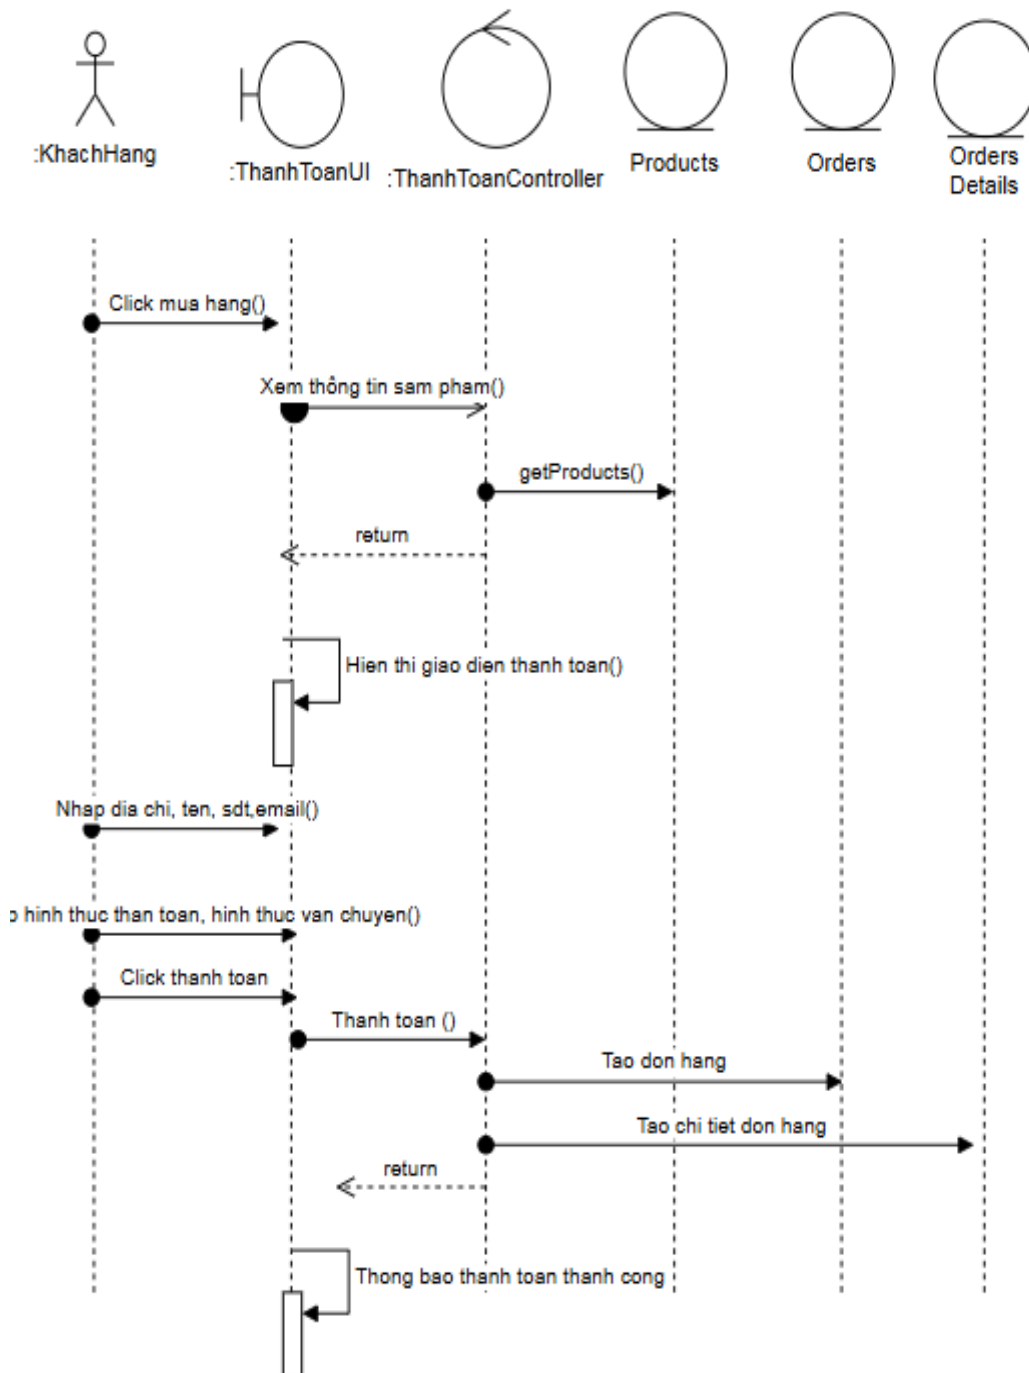 :KhachHang
:ThanhToanUI
:ThanhToanController
Products
Orders
Orders
Details
Click mua hang()
Xem thông tin sam pham()
getProducts()
return
Hien thi giao dien thanh toan()
Nhap dia chi, ten, sdt,email()
hinh thuc than toan, hinh thuc van chuyen()
Click thanh toan
Thanh toan ()
Tao don hang
Tao chi tiet don hang
return
Thong bao thanh toan thanh cong